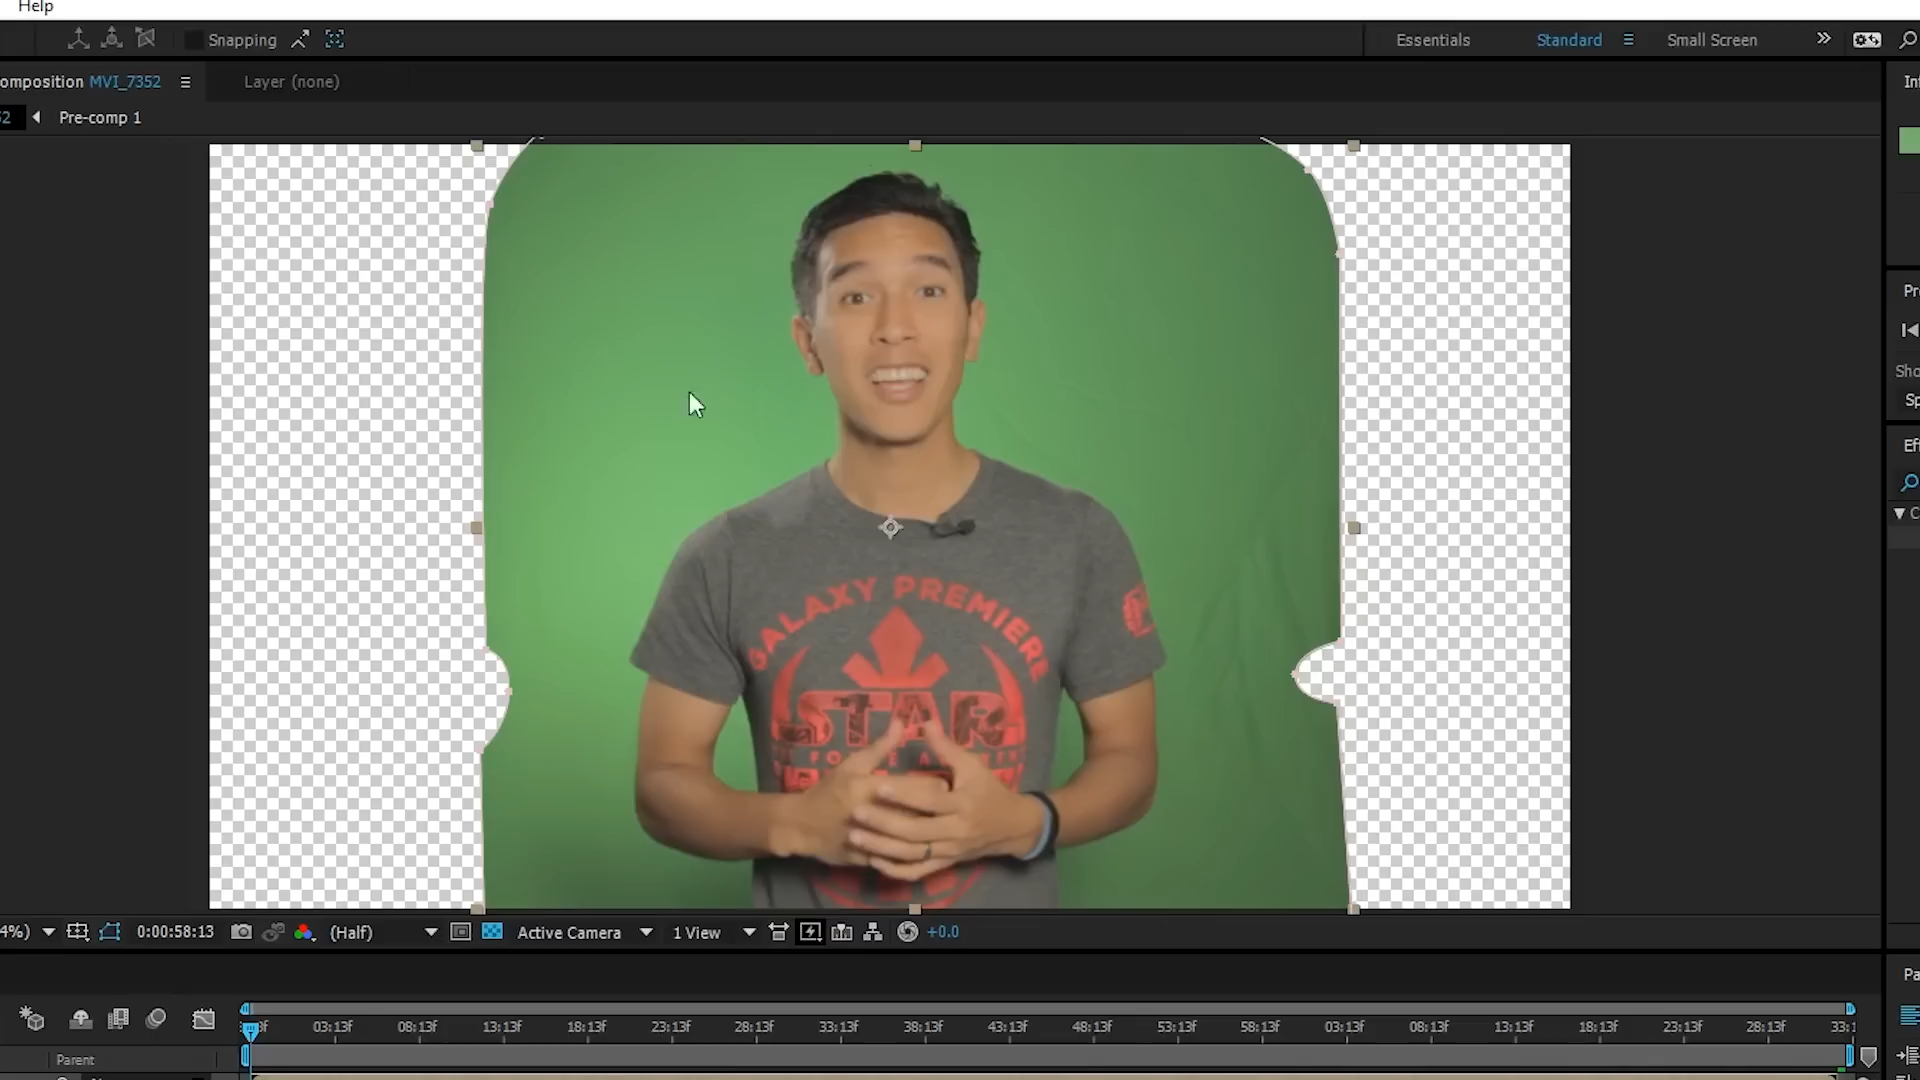 Help
Snapping
Essentials
Standard
Small Screen
omposition MVI_7352
Layer (none)
Pre-comp 1
GALAXY PREMIERE
STAR
4%)
0:00:58:13
(Half)
Active Camera
1 View
+0.0
03:13f 08:13f 13:13f 18:13f 23:13f 28:13f 33:13f 38:13f 43:13f 48:13f 53:13f 58:13f 03:13f 08:13f 13:13f 18:13f 23:13f 28:13f 33:1
Parent